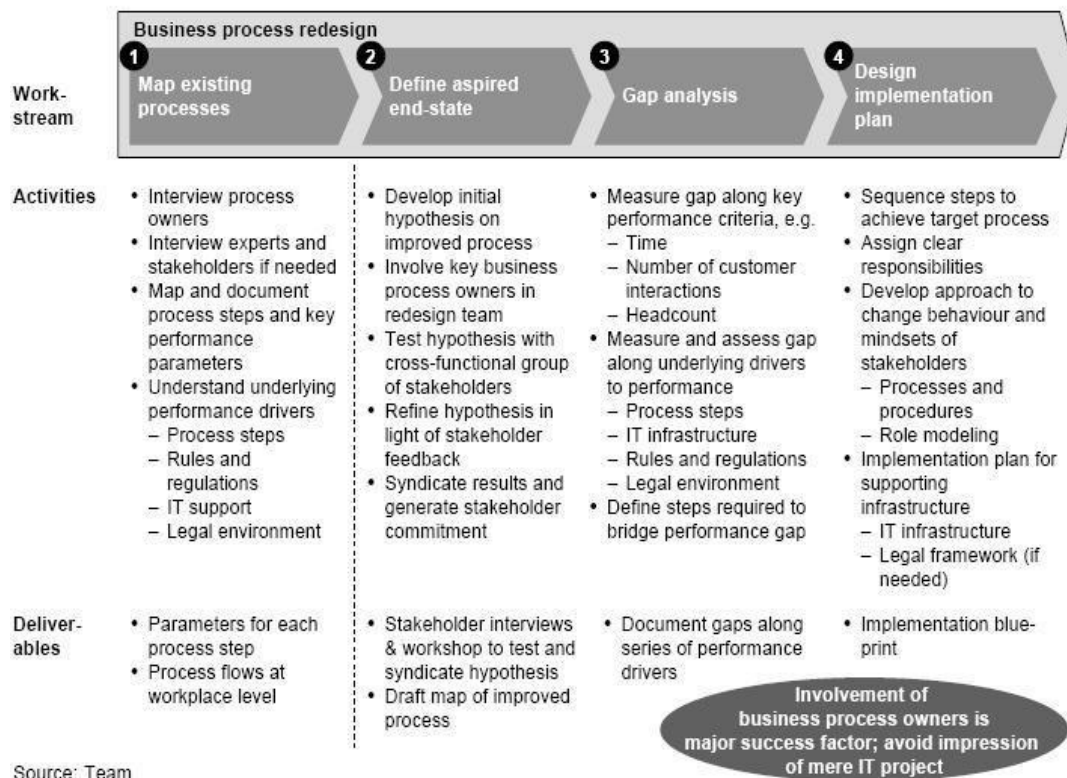 Business process redesign
1
Map existing
processes
2
Define aspired
end-state
3
Gap analysis
4
Design
implementation
plan
Work-
stream
Activities
• Interview process
owners
• Interview experts and
stakeholders if needed
• Map and document
process steps and key
performance
parameters
• Understand underlying
performance drivers
– Process steps
– Rules and
regulations
– IT support
– Legal environment
• Develop initial
hypothesis on
improved process
• Involve key business
process owners in
redesign team
• Test hypothesis with
cross-functional group
of stakeholders
• Refine hypothesis in
light of stakeholder
feedback
• Syndicate results and
generate stakeholder
commitment
• Measure gap along key
performance criteria, e.g.
– Time
– Number of customer
interactions
– Headcount
• Measure and assess gap
along underlying drivers
to performance
– Process steps
– IT infrastructure
– Rules and regulations
– Legal environment
• Define steps required to
bridge performance gap
• Sequence steps to
achieve target process
• Assign clear
responsibilities
• Develop approach to
change behaviour and
mindsets of
stakeholders
– Processes and
procedures
– Role modeling
• Implementation plan for
supporting
infrastructure
– IT infrastructure
– Legal framework (if
needed)
Deliver-
ables
• Parameters for each
process step
• Process flows at
workplace level
• Stakeholder interviews
& workshop to test and
syndicate hypothesis
• Draft map of improved
process
• Document gaps along
series of performance
drivers
• Implementation blue-
print
Involvement of
business process owners is
major success factor; avoid impression
of mere IT project
Source: Team